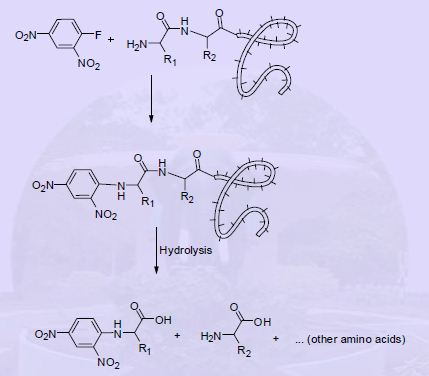 O₂N F + H₂N O H N O
NO₂ R₁ R₂
O₂N N H O H N O
NO₂ R₁ R₂
Hydrolysis
O₂N H N O OH + H₂N O OH + ... (other amino acids)
NO₂ R₁ R₂